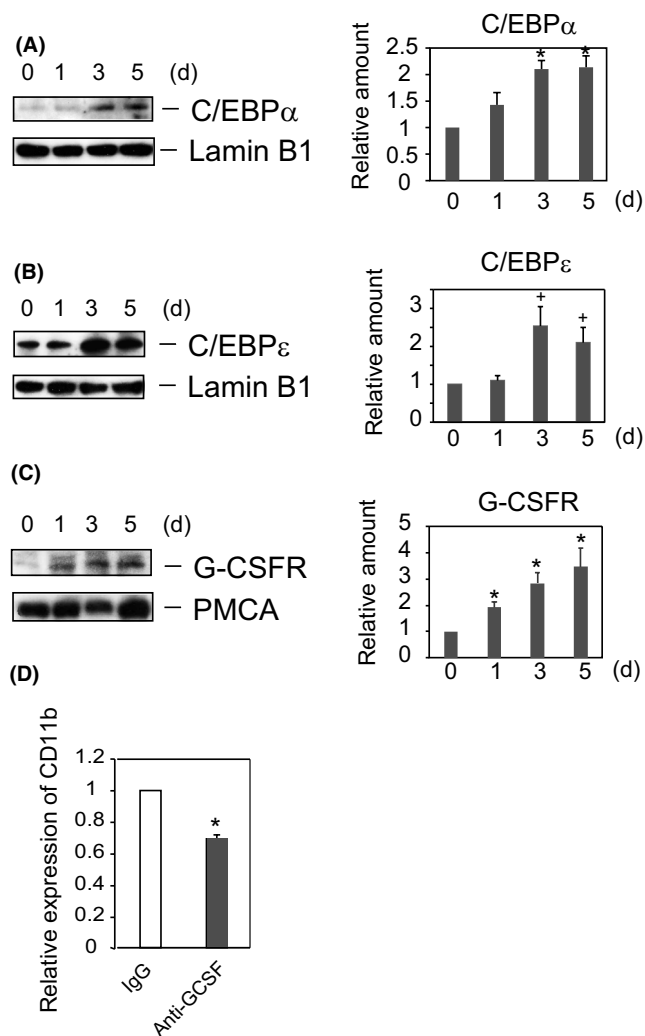 (A)
0 1 3 5 (d)
C/EBPα
Lamin B1
C/EBPα
Relative amount
2.5
2
1.5
1
0.5
0
* *
0 1 3 5 (d)
(B)
0 1 3 5 (d)
C/EBPε
Lamin B1
C/EBPε
Relative amount
3
2
1
0
+ +
0 1 3 5 (d)
(C)
0 1 3 5 (d)
G-CSFR
PMCA
G-CSFR
Relative amount
5
4
3
2
1
0
* * *
0 1 3 5 (d)
(D)
Relative expression of CD11b
1.2
1
0.8
0.6
0.4
0.2
0
*
IgG
Anti-GCSF